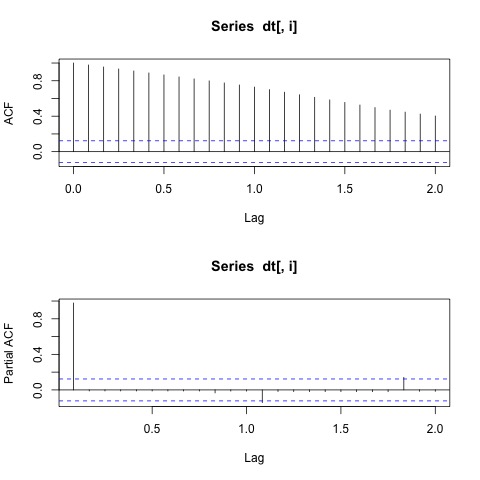 Series dt[, i]
ACF
0.0 0.4 0.8
0.0 0.5 1.0 1.5 2.0
Lag
Series dt[, i]
Partial ACF
0.0 0.4 0.8
0.5 1.0 1.5 2.0
Lag